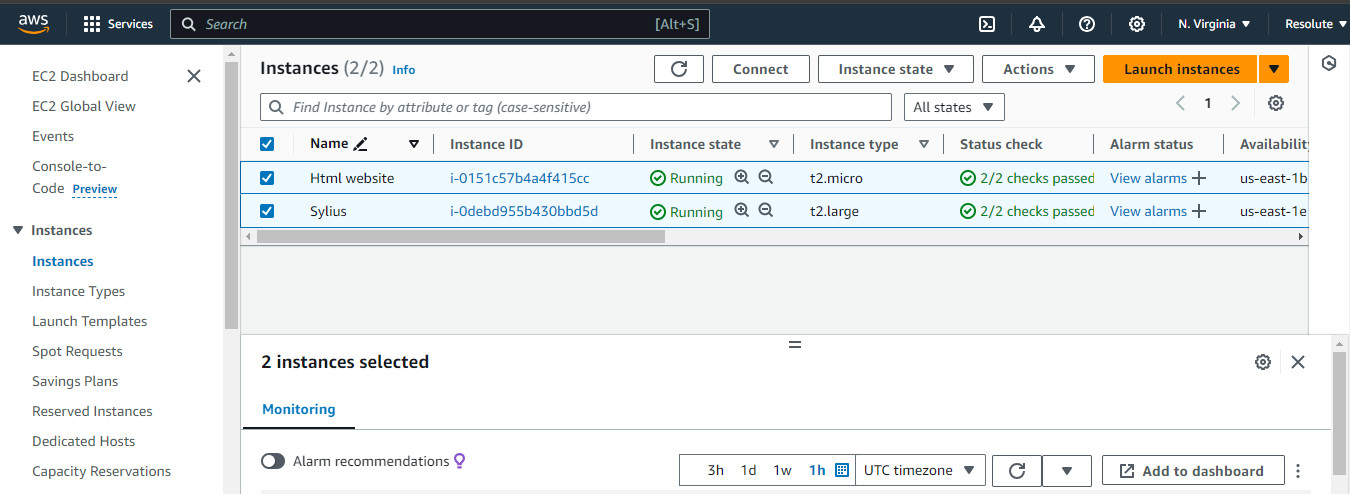 aws Services Search [Alt+S] N. Virginia Resolute
EC2 Dashboard
EC2 Global View
Events
Console-to-
Code Preview
Instances
Instances
Instance Types
Launch Templates
Spot Requests
Savings Plans
Reserved Instances
Dedicated Hosts
Capacity Reservations
Instances (2/2) Info Connect Instance state Actions Launch instances
Find Instance by attribute or tag (case-sensitive) All states 1
Name Instance ID Instance state Instance type Status check Alarm status Availability
Html website i-0151c57b4a4f415cc Running t2.micro 2/2 checks passed View alarms us-east-1b
Sylius i-0debd955b430bbd5d Running t2.large 2/2 checks passed View alarms us-east-1e
2 instances selected
Monitoring
Alarm recommendations 3h 1d 1w 1h UTC timezone Add to dashboard